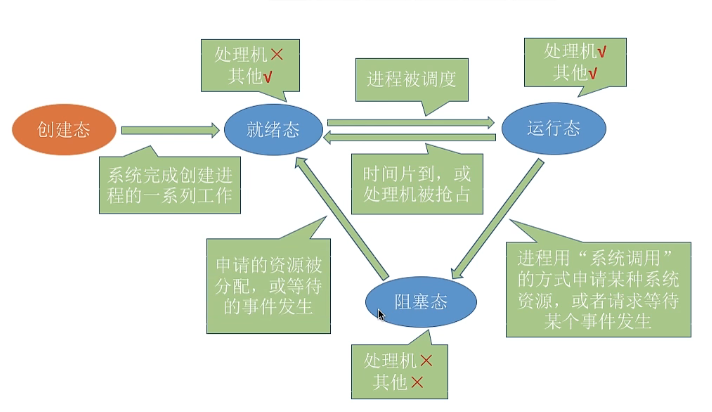 处理机×
其他√
进程被调度
处理机√
其他√
创建态
就绪态
运行态
系统完成创建进
程的一系列工作
时间片到，或
处理机被抢占
申请的资源被
分配，或等待
的事件发生
进程用“系统调用”
的方式申请某种系统
资源，或者请求等待
某个事件发生
阻塞态
处理机×
其他×